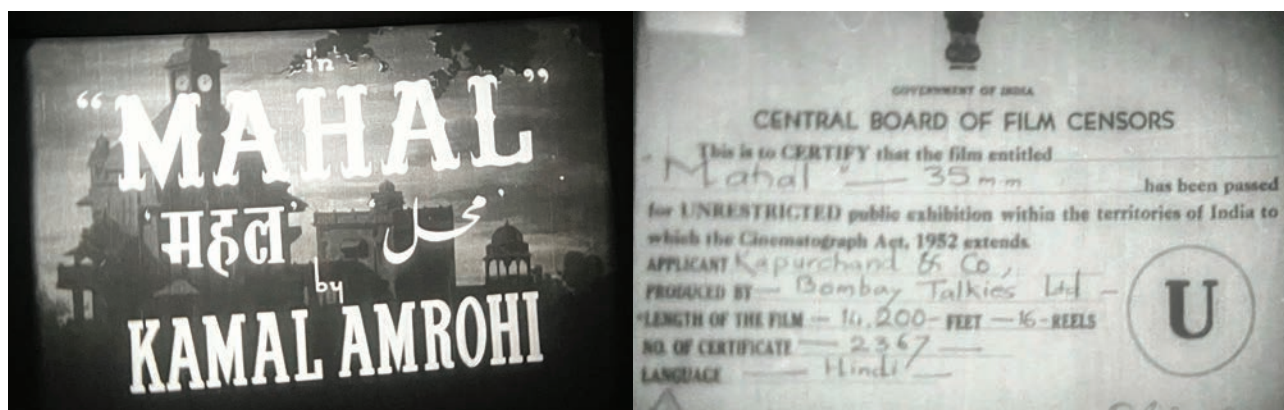 in
"MAHAL"
'महल' 'محل'
by
KAMAL AMROHI
GOVERNMENT OF INDIA
CENTRAL BOARD OF FILM CENSORS
This is to CERTIFY that the film entitled
"Mahal" — 35 mm
has been passed
for UNRESTRICTED public exhibition within the territories of India to
which the Cinematograph Act, 1952 extends.
APPLICANT Kapurchand & Co,
PRODUCED BY — Bombay Talkies Ltd —
*LENGTH OF THE FILM — 14,200 - FEET — 16 - REELS
NO. OF CERTIFICATE — 2367 —
LANGUAGE — Hindi —
U